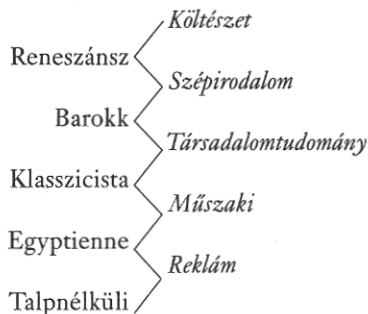 Költészet
Reneszánsz
Szépirodalom
Barokk
Társadalomtudomány
Klasszicista
Műszaki
Egyptienne
Reklám
Talpnélküli